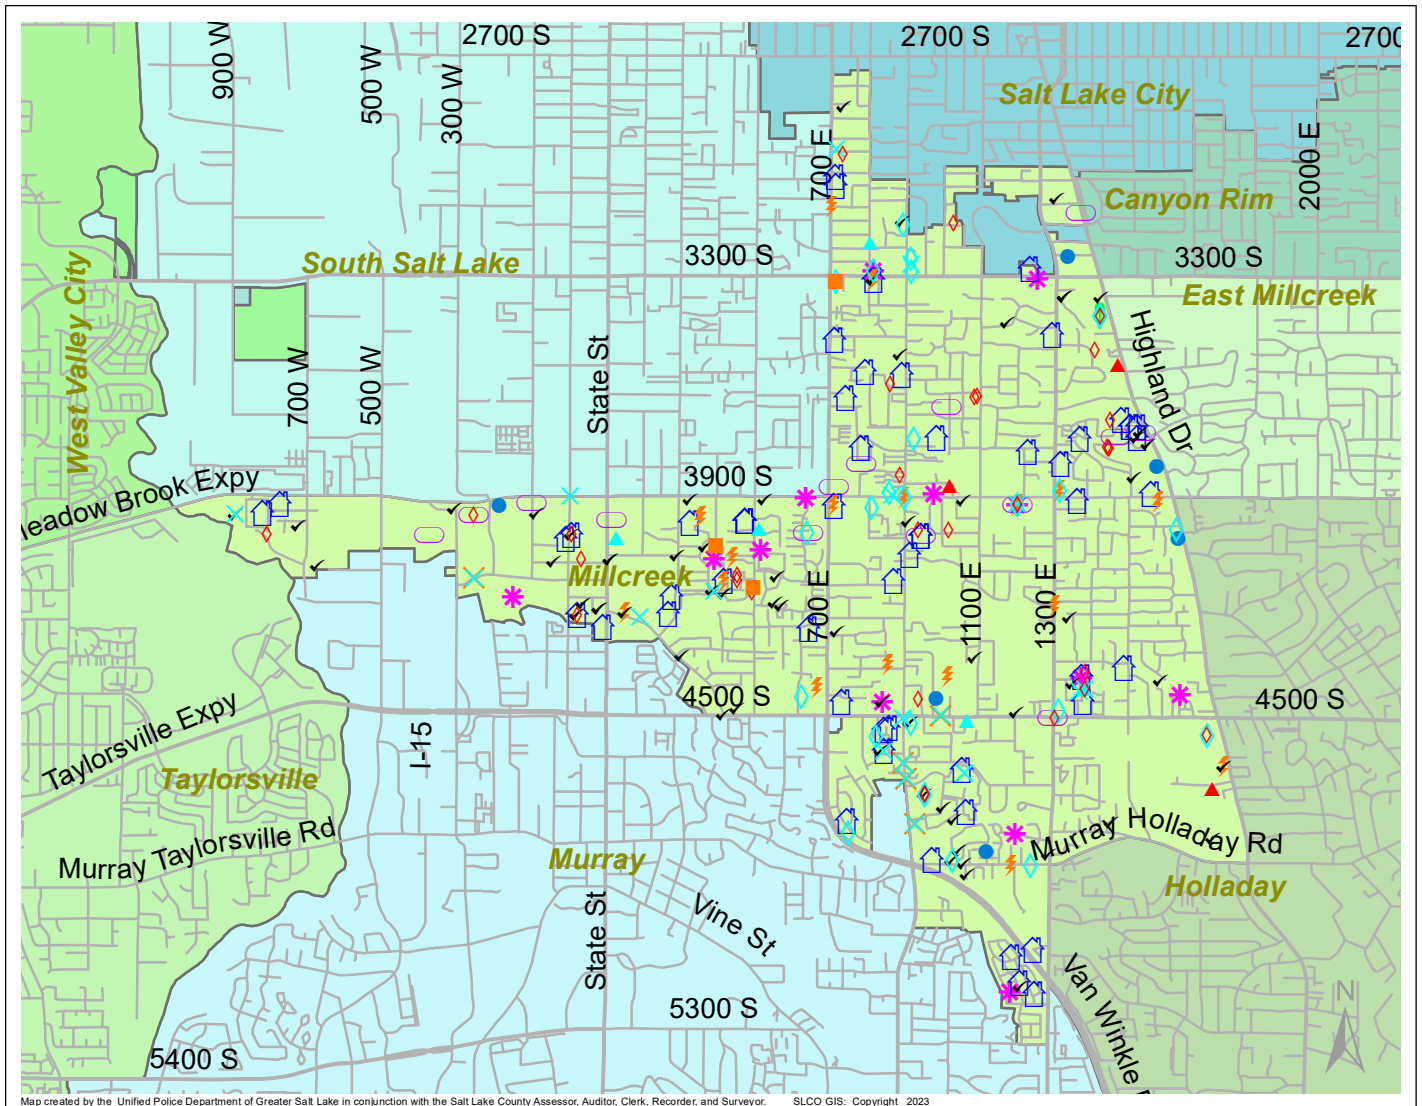 2700 S
2700 S
2700
900 W
500 W
300 W
Salt Lake City
700 E
2000 E
Canyon Rim
South Salt Lake
3300 S
3300 S
West Valley City
East Millcreek
Highland Dr
700 W
500 W
State St
3900 S
Meadow Brook Expy
Millcreek
700 E
1100 E
1300 E
4500 S
4500 S
Taylorsville Expy
I-15
Taylorsville
Murray Taylorsville Rd
Murray Holladay Rd
Murray
Holladay
State St
Vine St
Van Winkle
5300 S
5400 S
N
Map created by the Unified Police Department of Greater Salt Lake in conjunction with the Salt Lake County Assessor, Auditor, Clerk, Recorder, and Surveyor. SLCO GIS: Copyright 2023